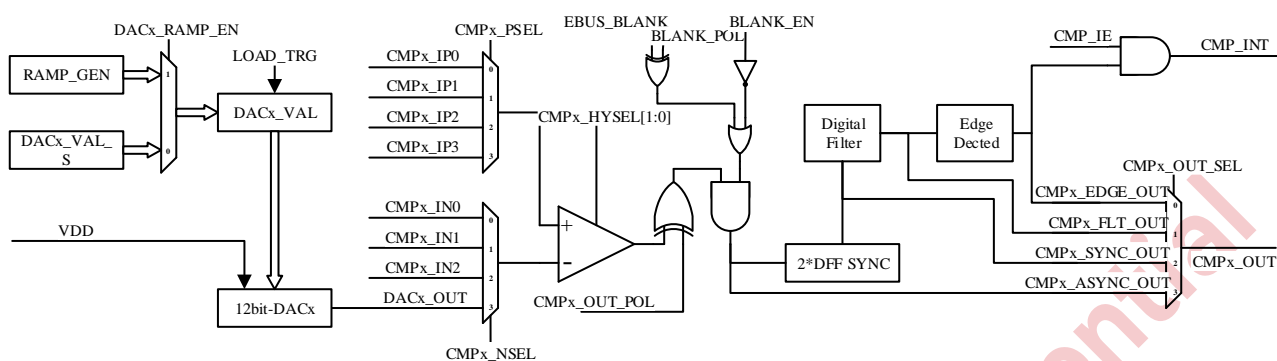 DACx_RAMP_EN
RAMP_GEN
1
DACx_VAL_
S
0
LOAD_TRG
DACx_VAL
VDD
12bit-DACx
CMPx_PSEL
CMPx_IP0
0
CMPx_IP1
1
CMPx_IP2
2
CMPx_IP3
3
CMPx_IN0
0
CMPx_IN1
1
CMPx_IN2
2
DACx_OUT
3
CMPx_NSEL
EBUS_BLANK
BLANK_POL
BLANK_EN
CMPx_HYSEL[1:0]
+
−
CMPx_OUT_POL
Digital
Filter
Edge
Dected
2*DFF SYNC
CMP_IE
CMP_INT
CMPx_OUT_SEL
CMPx_EDGE_OUT
0
CMPx_FLT_OUT
1
CMPx_SYNC_OUT
2
CMPx_ASYNC_OUT
3
CMPx_OUT
ential